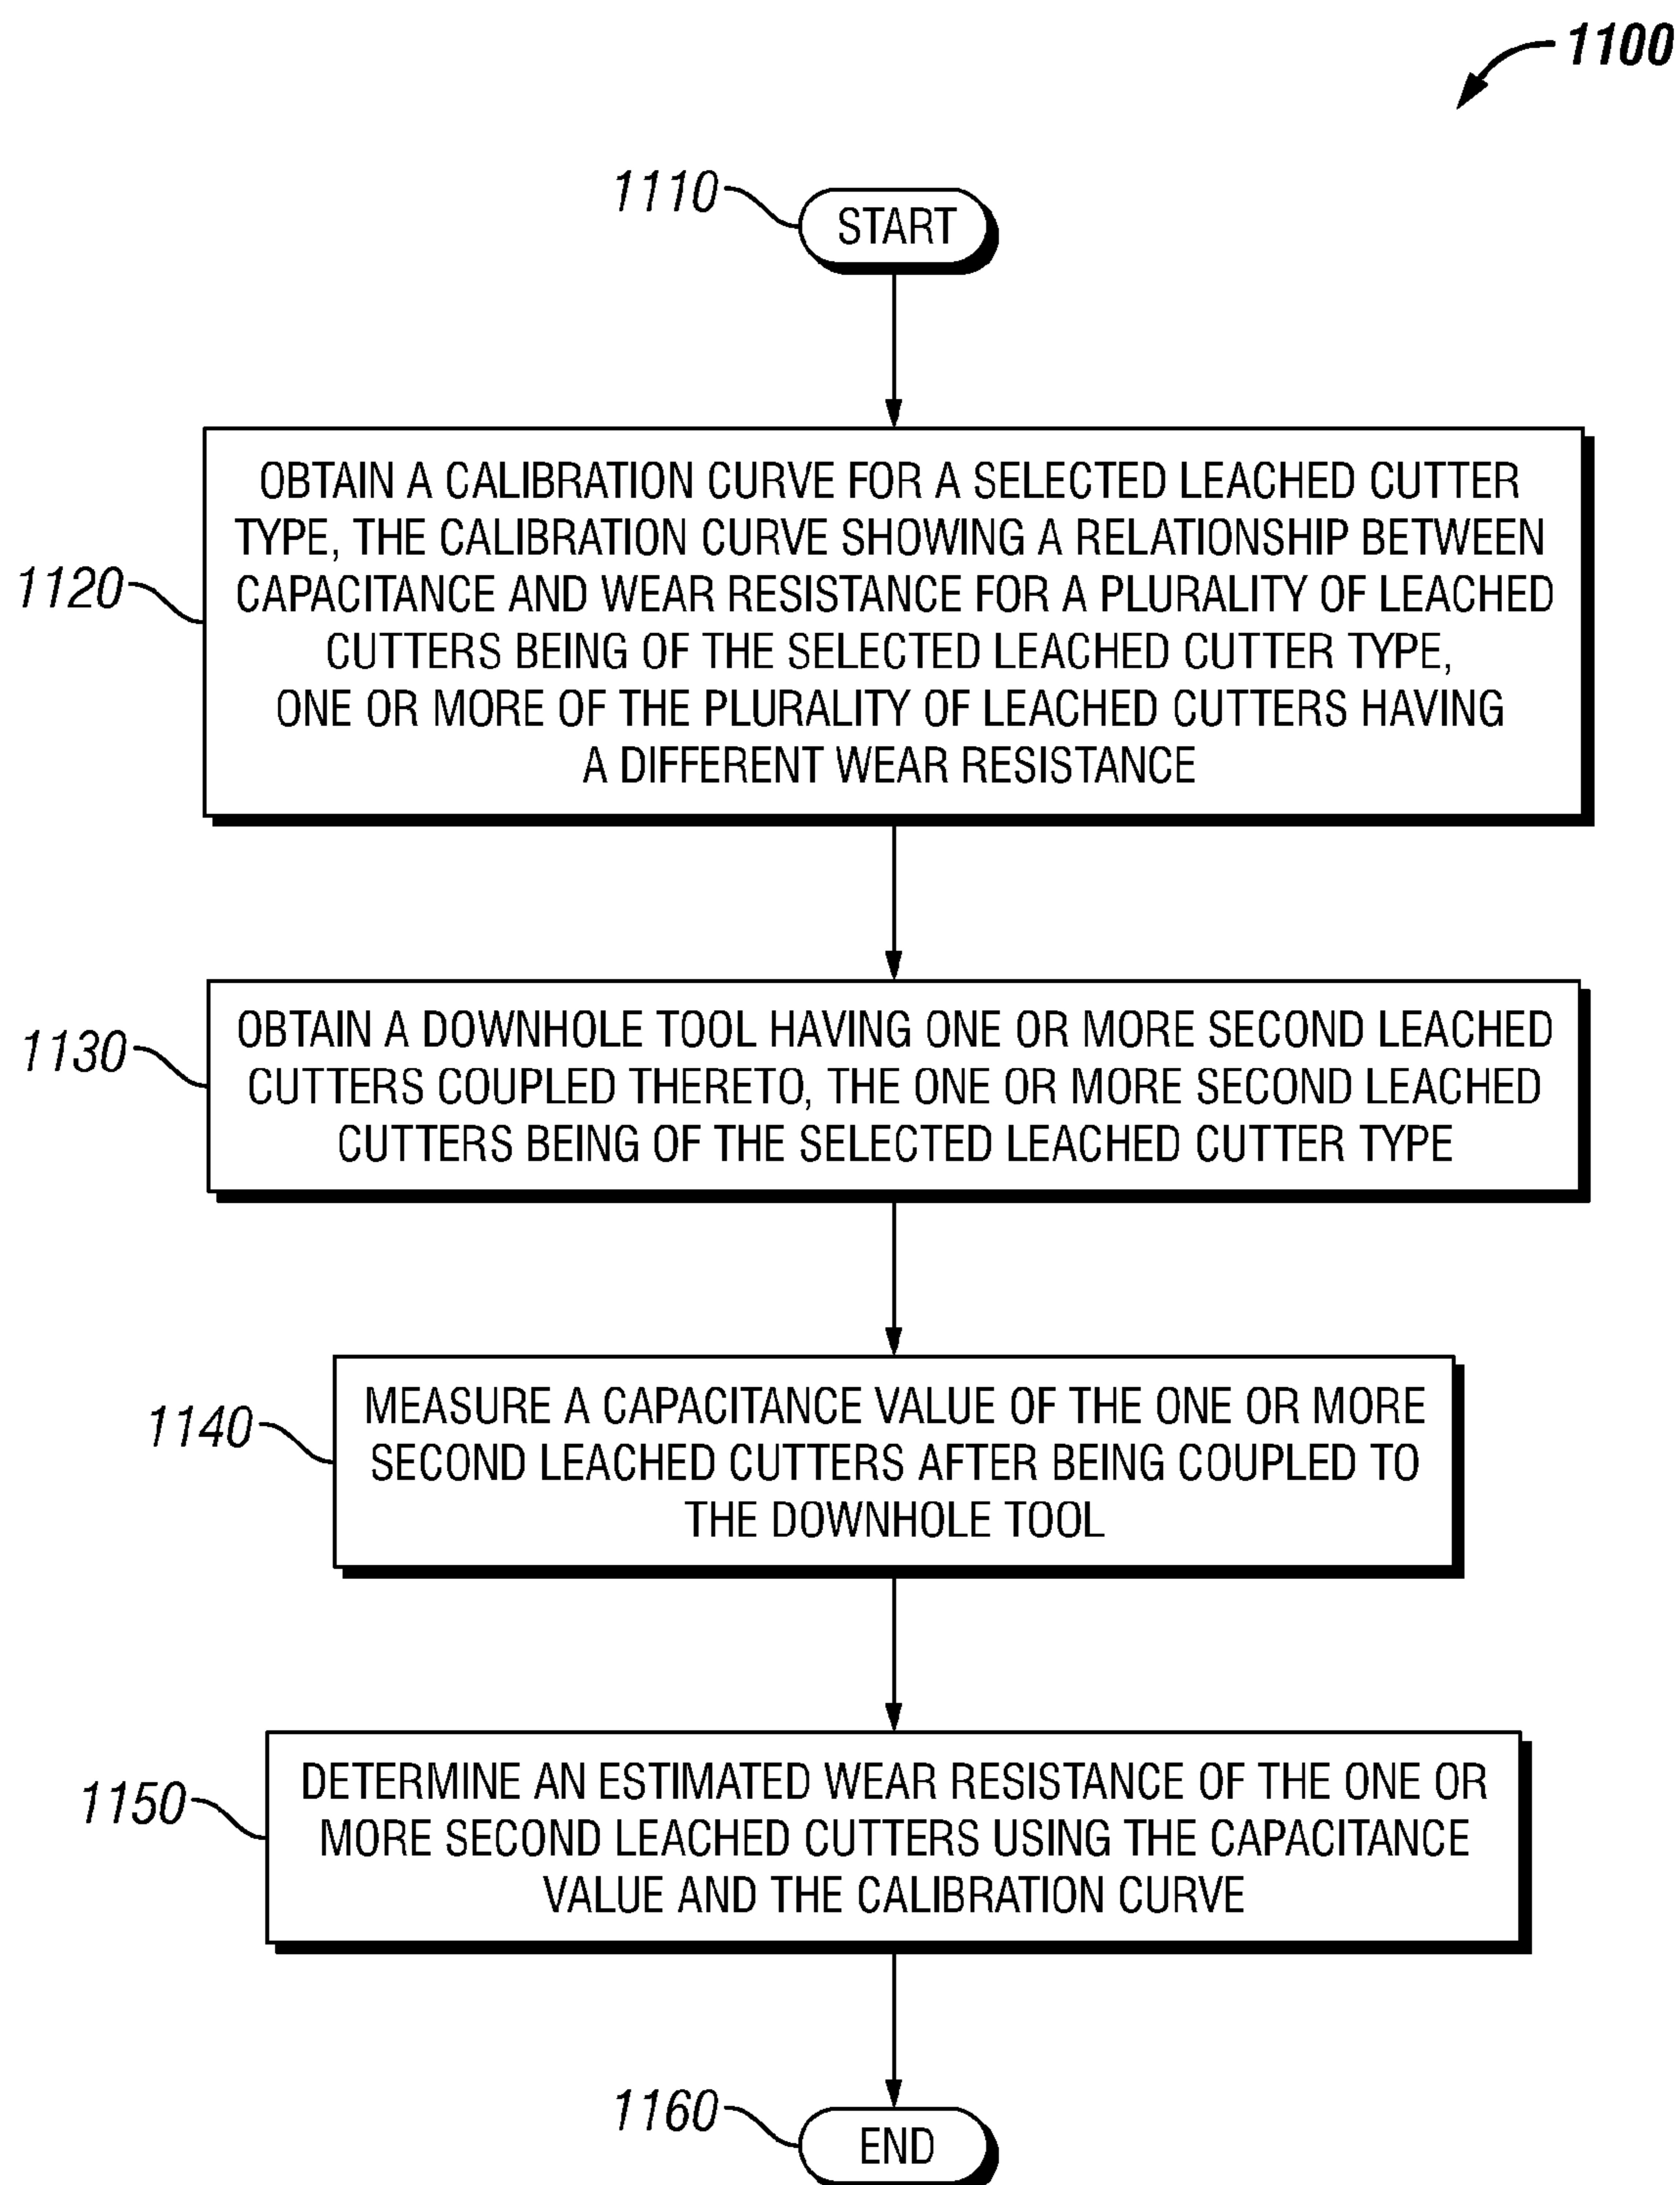 1100
1110
START
1120
OBTAIN A CALIBRATION CURVE FOR A SELECTED LEACHED CUTTER
TYPE, THE CALIBRATION CURVE SHOWING A RELATIONSHIP BETWEEN
CAPACITANCE AND WEAR RESISTANCE FOR A PLURALITY OF LEACHED
CUTTERS BEING OF THE SELECTED LEACHED CUTTER TYPE,
ONE OR MORE OF THE PLURALITY OF LEACHED CUTTERS HAVING
A DIFFERENT WEAR RESISTANCE
1130
OBTAIN A DOWNHOLE TOOL HAVING ONE OR MORE SECOND LEACHED
CUTTERS COUPLED THERETO, THE ONE OR MORE SECOND LEACHED
CUTTERS BEING OF THE SELECTED LEACHED CUTTER TYPE
1140
MEASURE A CAPACITANCE VALUE OF THE ONE OR MORE
SECOND LEACHED CUTTERS AFTER BEING COUPLED TO
THE DOWNHOLE TOOL
1150
DETERMINE AN ESTIMATED WEAR RESISTANCE OF THE ONE OR
MORE SECOND LEACHED CUTTERS USING THE CAPACITANCE
VALUE AND THE CALIBRATION CURVE
1160
END